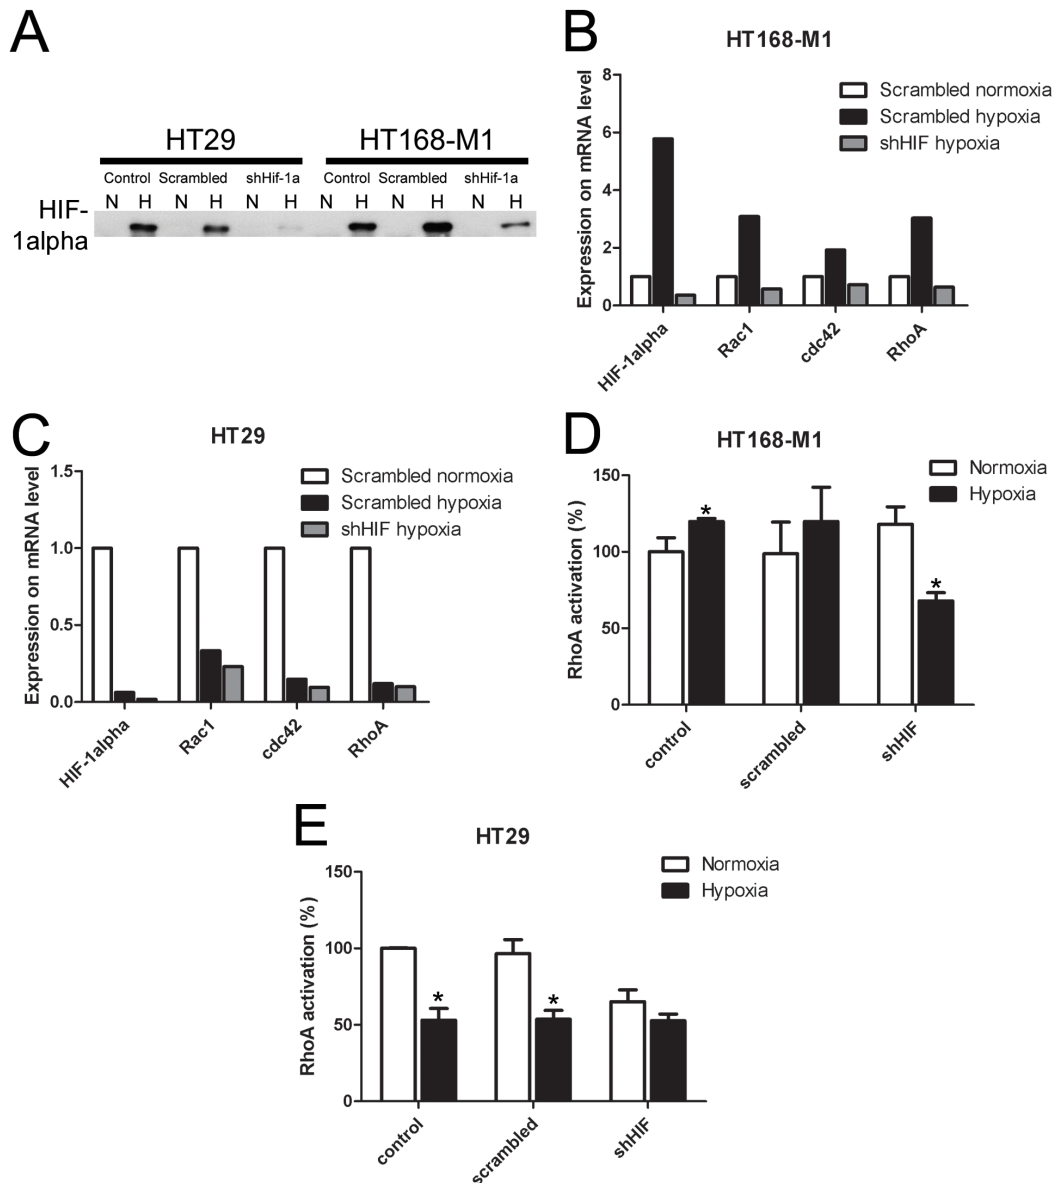 A
HT29 HT168-M1
Control Scrambled shHif-1a Control Scrambled shHif-1a
N H N H N H N H N H N H
HIF-
1alpha
B
HT168-M1
Expression on mRNA level
8
6
4
2
0
Scrambled normoxia
Scrambled hypoxia
shHIF hypoxia
HIF-1alpha Rac1 cdc42 RhoA
C
HT29
Expression on mRNA level
1.5
1.0
0.5
0.0
Scrambled normoxia
Scrambled hypoxia
shHIF hypoxia
HIF-1alpha Rac1 cdc42 RhoA
D
HT168-M1
RhoA activation (%)
150
100
50
0
Normoxia
Hypoxia
* *
control scrambled shHIF
E
HT29
RhoA activation (%)
150
100
50
0
Normoxia
Hypoxia
* *
control scrambled shHIF